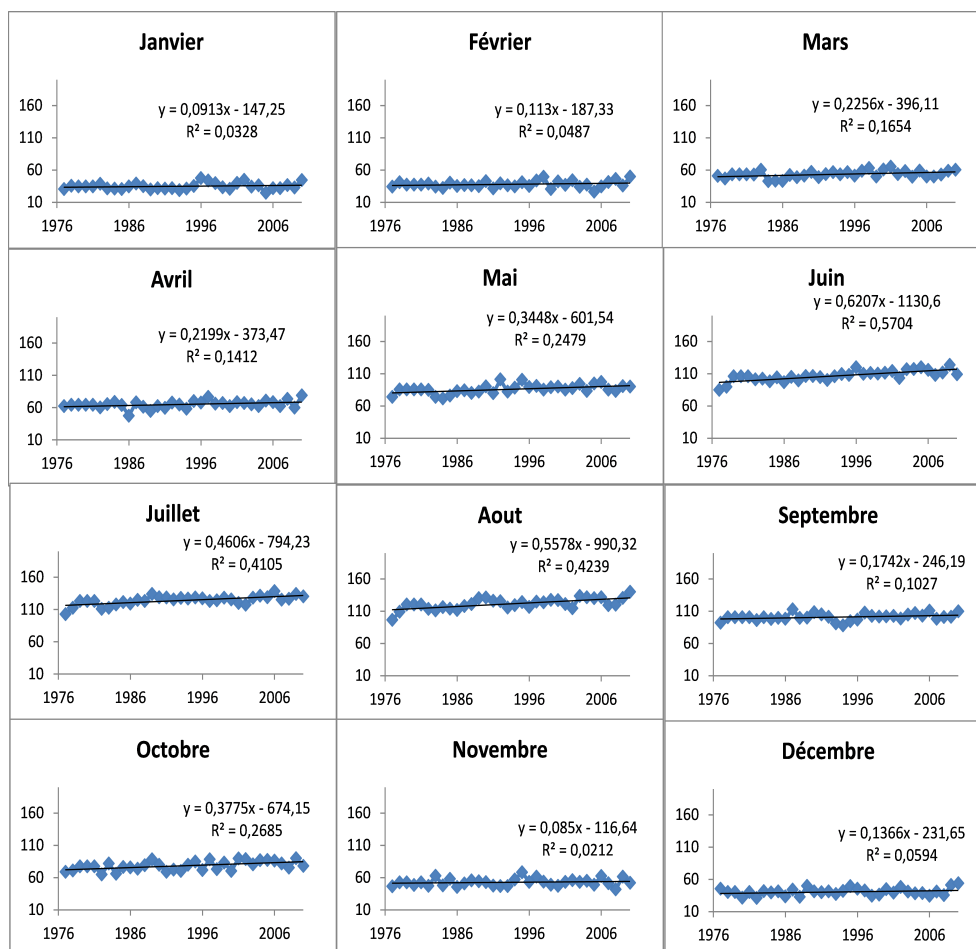 Janvier
y = 0,0913x - 147,25
R² = 0,0328
160
110
60
10
1976 1986 1996 2006
Février
y = 0,113x - 187,33
R² = 0,0487
160
110
60
10
1976 1986 1996 2006
Mars
y = 0,2256x - 396,11
R² = 0,1654
160
110
60
10
1976 1986 1996 2006
Avril
y = 0,2199x - 373,47
R² = 0,1412
160
110
60
10
1976 1986 1996 2006
Mai
y = 0,3448x - 601,54
R² = 0,2479
160
110
60
10
1976 1986 1996 2006
Juin
y = 0,6207x - 1130,6
R² = 0,5704
160
110
60
10
1976 1986 1996 2006
Juillet
y = 0,4606x - 794,23
R² = 0,4105
160
110
60
10
1976 1986 1996 2006
Aout
y = 0,5578x - 990,32
R² = 0,4239
160
110
60
10
1976 1986 1996 2006
Septembre
y = 0,1742x - 246,19
R² = 0,1027
160
110
60
10
1976 1986 1996 2006
Octobre
y = 0,3775x - 674,15
R² = 0,2685
160
110
60
10
1976 1986 1996 2006
Novembre
y = 0,085x - 116,64
R² = 0,0212
160
110
60
10
1976 1986 1996 2006
Décembre
y = 0,1366x - 231,65
R² = 0,0594
160
110
60
10
1976 1986 1996 2006